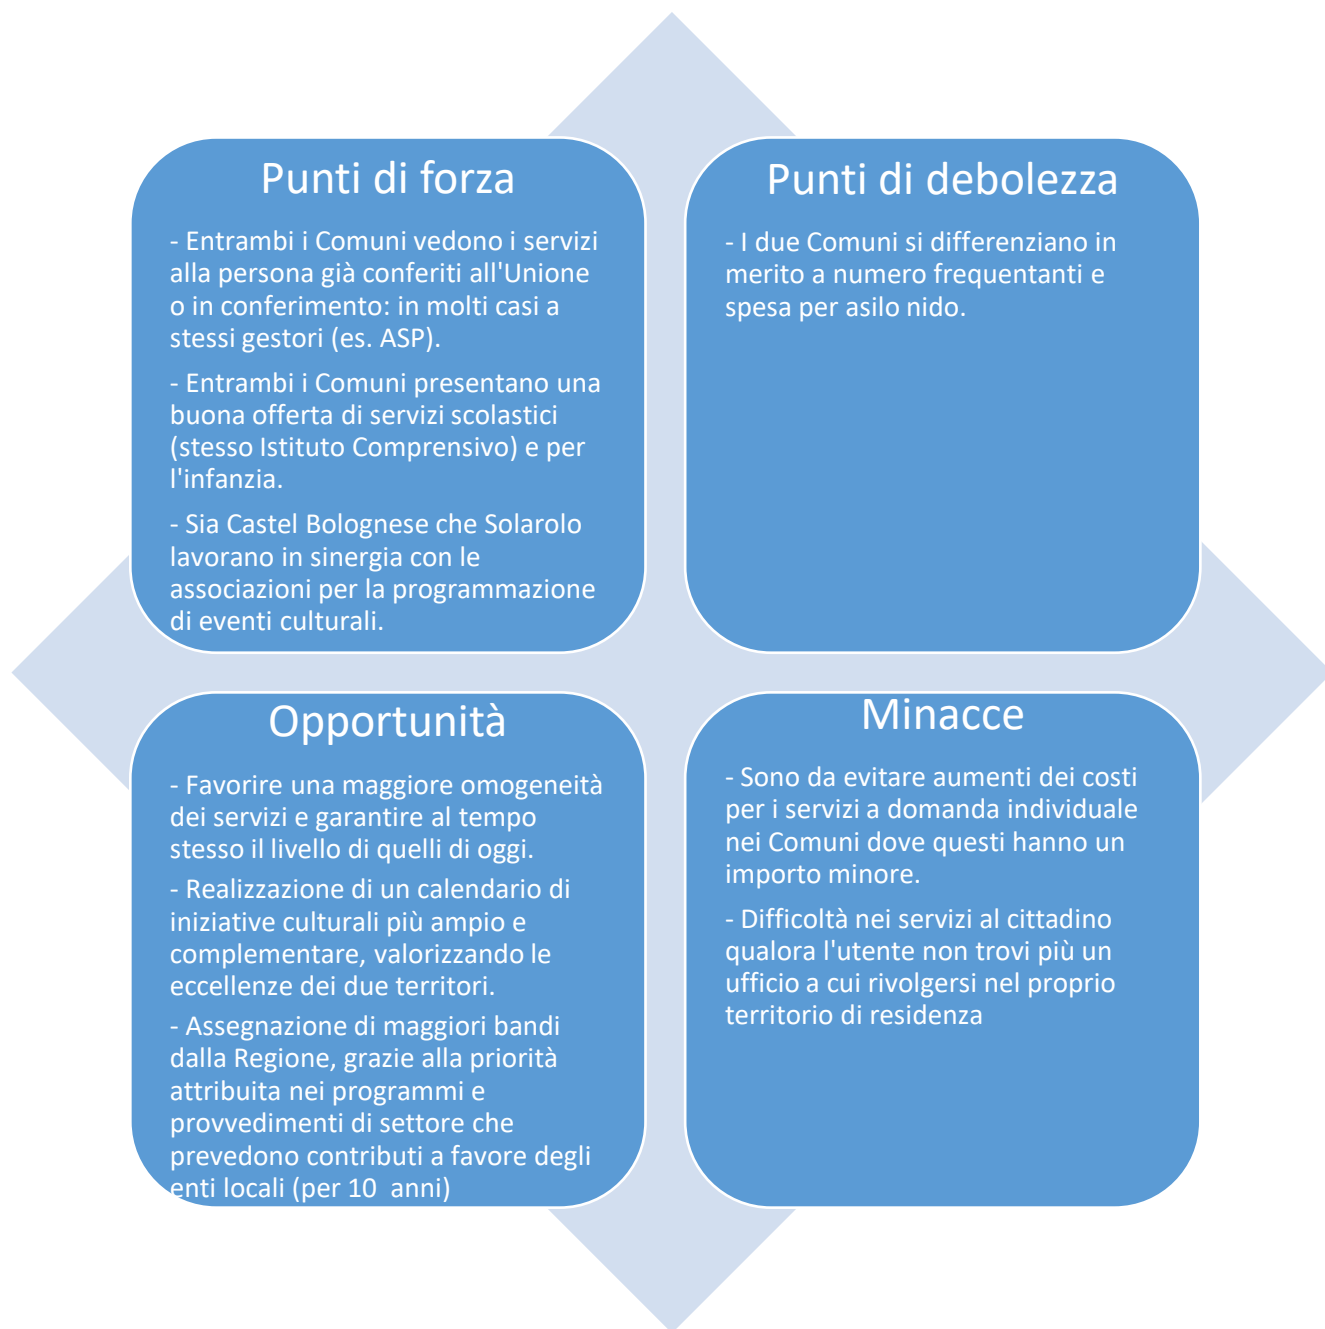 Punti di forza
- Entrambi i Comuni vedono i servizi
alla persona già conferiti all'Unione
o in conferimento: in molti casi a
stessi gestori (es. ASP).
- Entrambi i Comuni presentano una
buona offerta di servizi scolastici
(stesso Istituto Comprensivo) e per
l'infanzia.
- Sia Castel Bolognese che Solarolo
lavorano in sinergia con le
associazioni per la programmazione
di eventi culturali.
Punti di debolezza
- I due Comuni si differenziano in
merito a numero frequentanti e
spesa per asilo nido.
Opportunità
- Favorire una maggiore omogeneità
dei servizi e garantire al tempo
stesso il livello di quelli di oggi.
- Realizzazione di un calendario di
iniziative culturali più ampio e
complementare, valorizzando le
eccellenze dei due territori.
- Assegnazione di maggiori bandi
dalla Regione, grazie alla priorità
attribuita nei programmi e
provvedimenti di settore che
prevedono contributi a favore degli
enti locali (per 10  anni)
Minacce
- Sono da evitare aumenti dei costi
per i servizi a domanda individuale
nei Comuni dove questi hanno un
importo minore.
- Difficoltà nei servizi al cittadino
qualora l'utente non trovi più un
ufficio a cui rivolgersi nel proprio
territorio di residenza